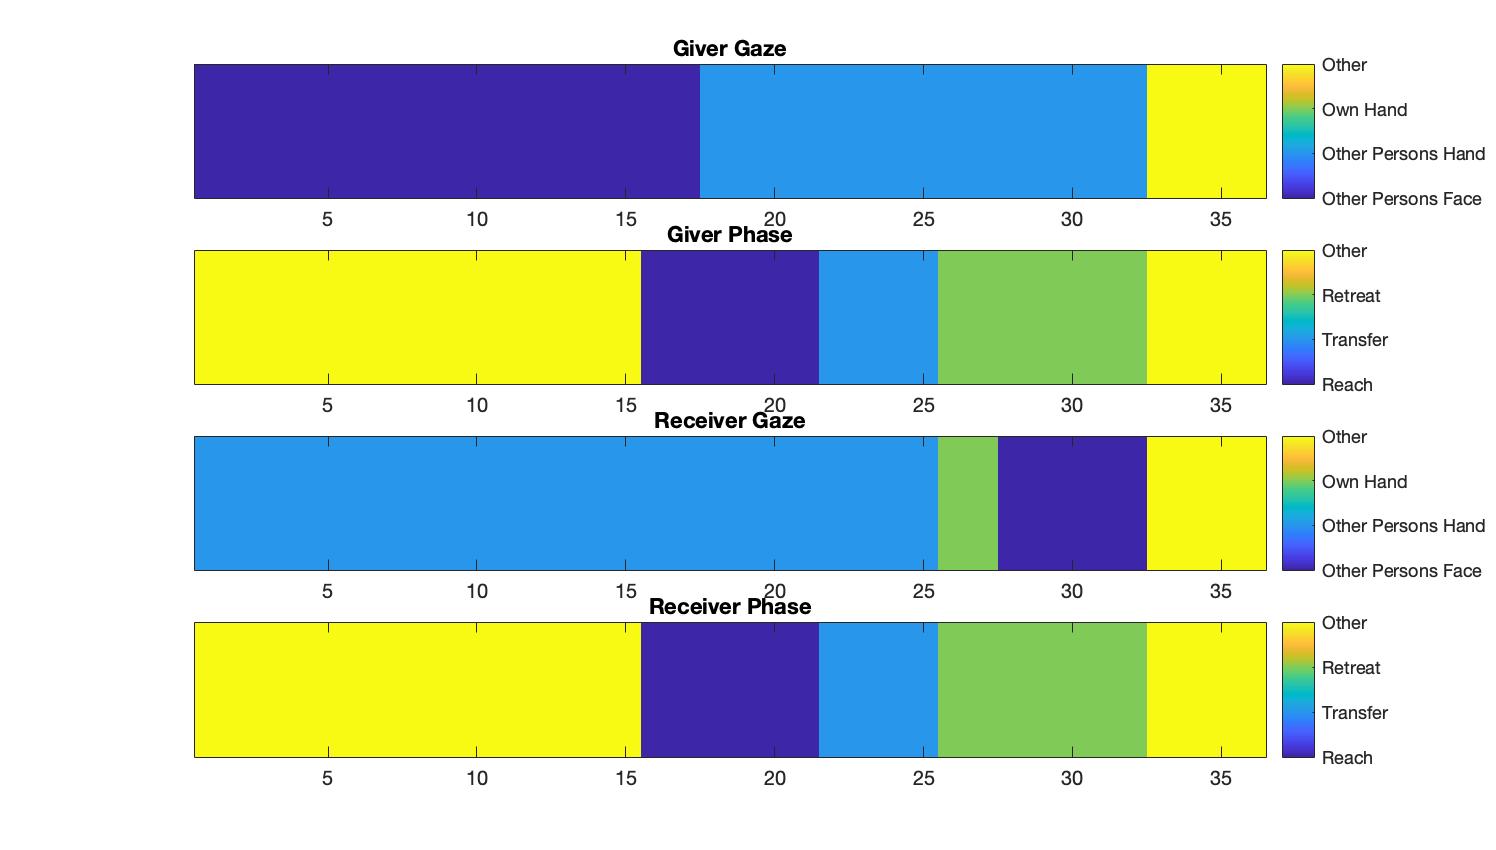 Giver Gaze
Other
Own Hand
Other Persons Hand
Other Persons Face
5 10 15 20 25 30 35
Giver Phase
Other
Retreat
Transfer
Reach
5 10 15 20 25 30 35
Receiver Gaze
Other
Own Hand
Other Persons Hand
Other Persons Face
5 10 15 20 25 30 35
Receiver Phase
Other
Retreat
Transfer
Reach
5 10 15 20 25 30 35